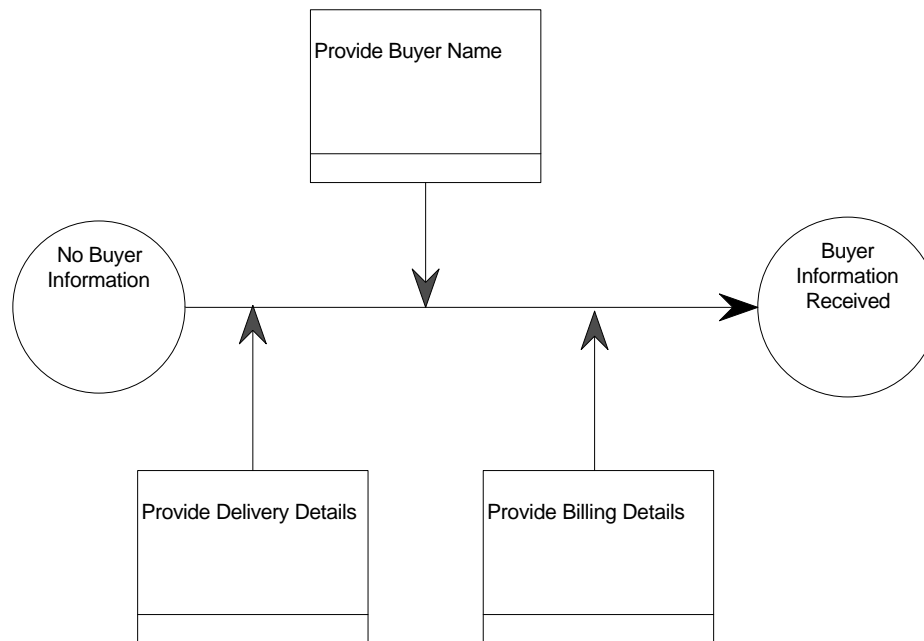 Provide Buyer Name
No Buyer
Information
Buyer
Information
Received
Provide Delivery Details
Provide Billing Details